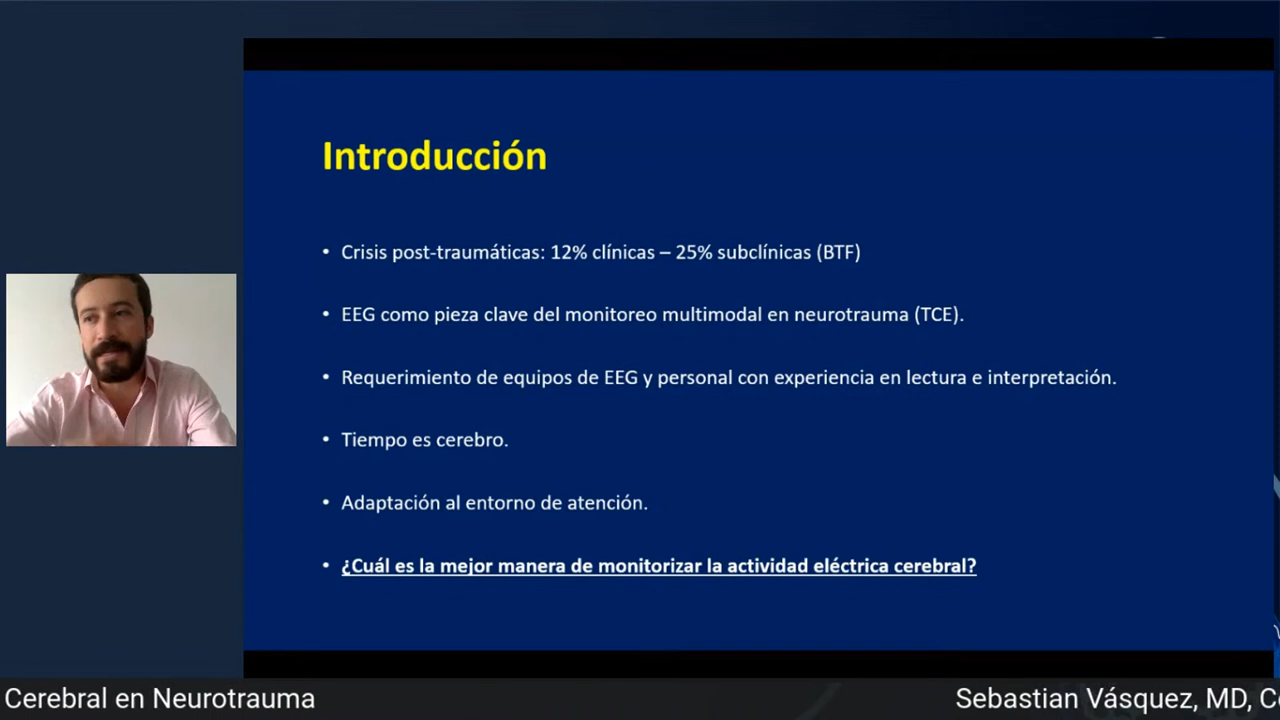 Introducción
• Crisis post-traumáticas: 12% clínicas – 25% subclínicas (BTF)
• EEG como pieza clave del monitoreo multimodal en neurotrauma (TCE).
• Requerimiento de equipos de EEG y personal con experiencia en lectura e interpretación.
• Tiempo es cerebro.
• Adaptación al entorno de atención.
• ¿Cuál es la mejor manera de monitorizar la actividad eléctrica cerebral?
Cerebral en Neurotrauma
Sebastian Vásquez, MD,